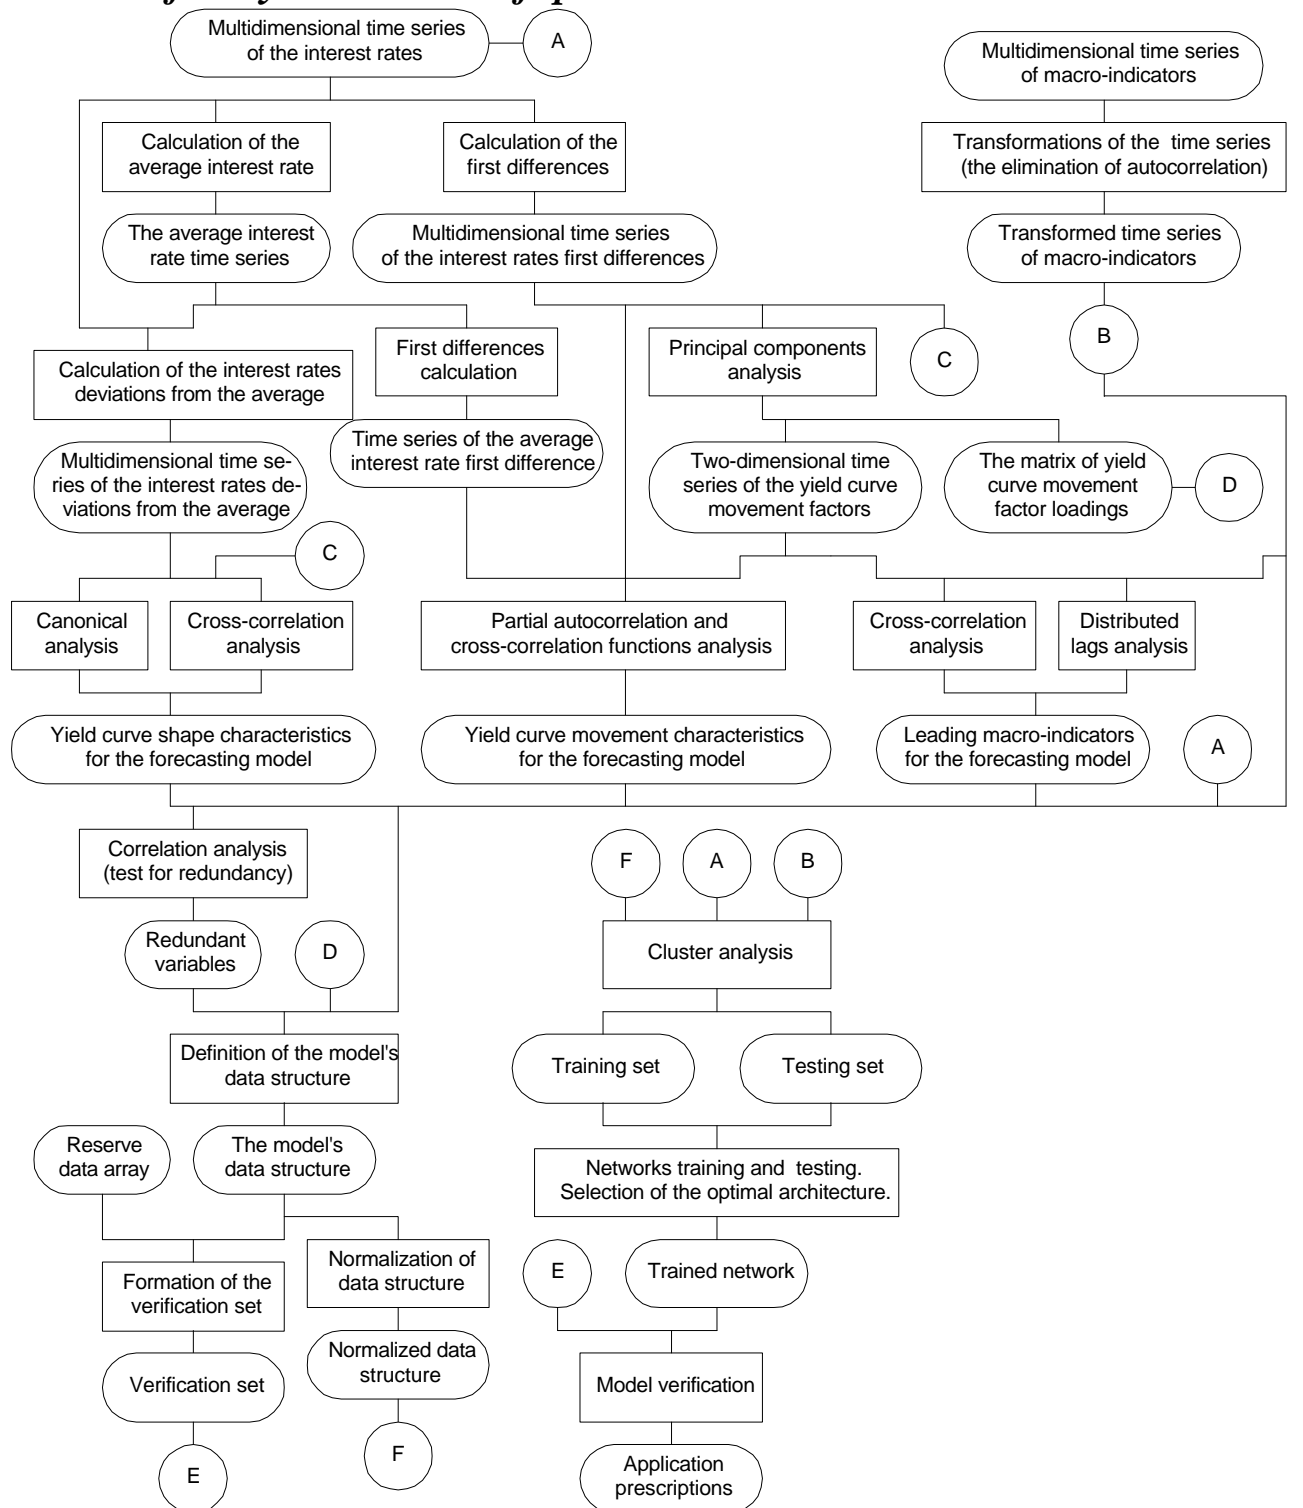 Multidimensional time series
of the interest rates
A
Multidimensional time series
of macro-indicators
Calculation of the
average interest rate
Calculation of the
first differences
Transformations of the time series
(the elimination of autocorrelation)
The average interest
rate time series
Multidimensional time series
of the interest rates first differences
Transformed time series
of macro-indicators
First differences
calculation
Principal components
analysis
C
B
Calculation of the interest rates
deviations from the average
Time series of the average
interest rate first difference
Multidimensional time se-
ries of the interest rates de-
viations from the average
Two-dimensional time
series of the yield curve
movement factors
The matrix of yield
curve movement
factor loadings
D
C
Canonical
analysis
Cross-correlation
analysis
Partial autocorrelation and
cross-correlation functions analysis
Cross-correlation
analysis
Distributed
lags analysis
Yield curve shape characteristics
for the forecasting model
Yield curve movement characteristics
for the forecasting model
Leading macro-indicators
for the forecasting model
A
Correlation analysis
(test for redundancy)
F
A
B
Redundant
variables
D
Cluster analysis
Definition of the model's
data structure
Training set
Testing set
Reserve
data array
The model's
data structure
Networks training and testing.
Selection of the optimal architecture.
Formation of the
verification set
Normalization of
data structure
E
Trained network
Verification set
Normalized data
structure
Model verification
E
F
Application
prescriptions